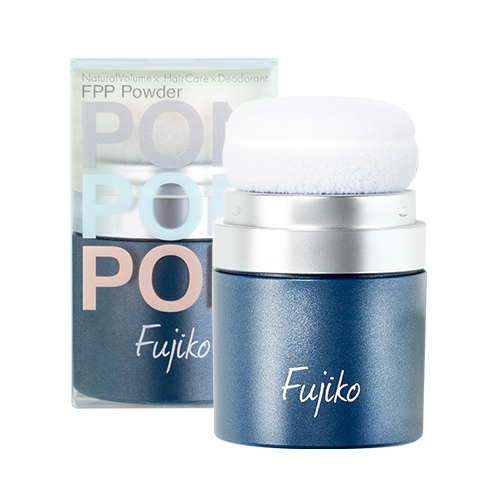 NaturalVolume×HairCare×Deodorant
FPP Powder
PON
PON
PON
Fujiko
Fujiko